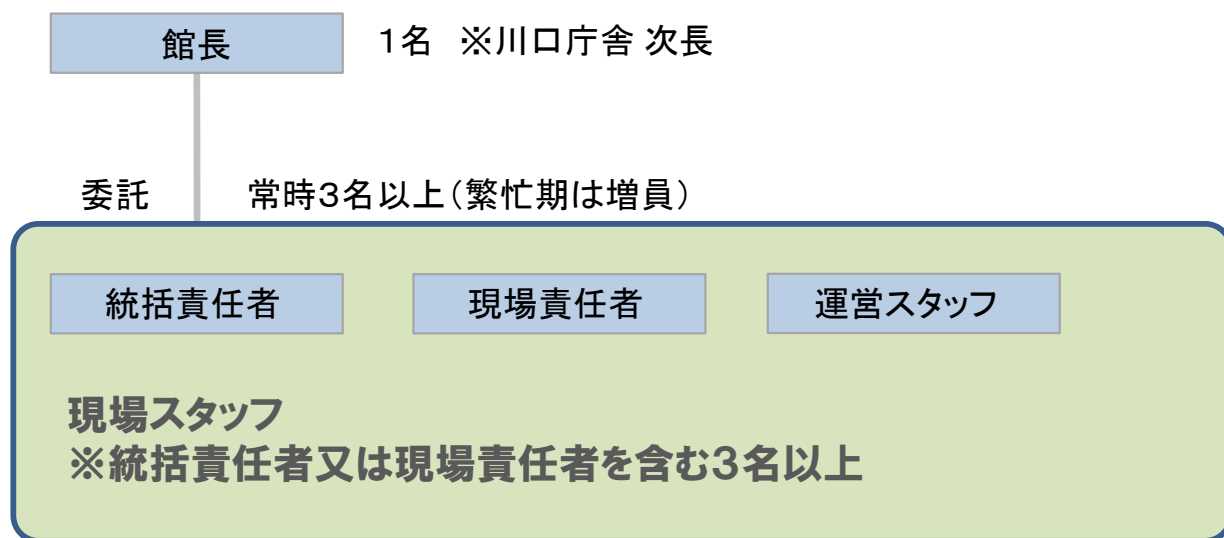 館長 1名 ※川口庁舎 次長
委託 常時3名以上(繁忙期は増員)
統括責任者 現場責任者 運営スタッフ
現場スタッフ
※統括責任者又は現場責任者を含む3名以上